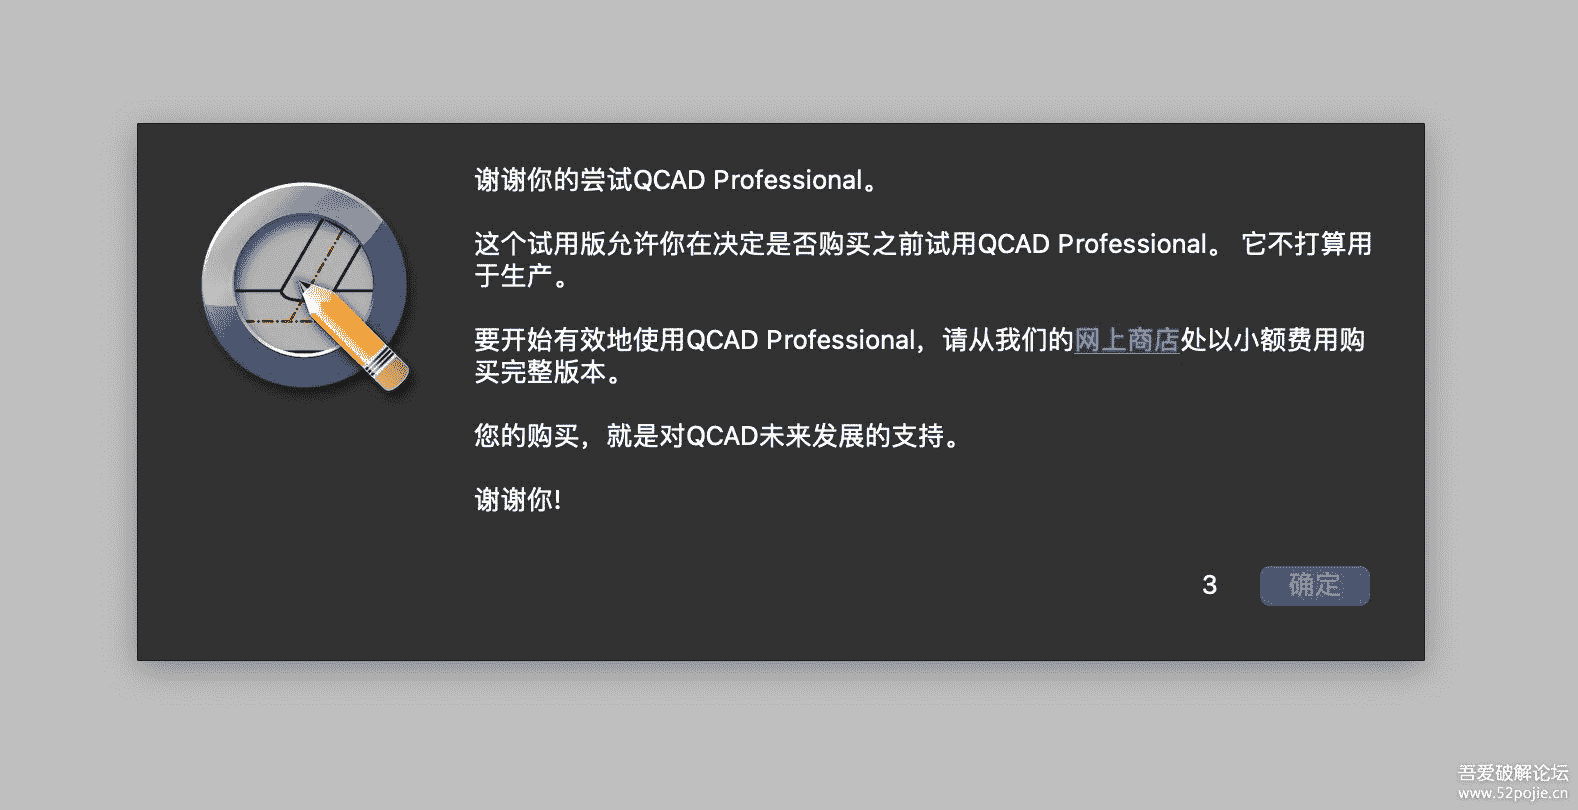 谢谢你的尝试QCAD Professional。
这个试用版允许你在决定是否购买之前试用QCAD Professional。 它不打算用
于生产。
要开始有效地使用QCAD Professional，请从我们的网上商店处以小额费用购
买完整版本。
您的购买，就是对QCAD未来发展的支持。
谢谢你!
3 确定
吾爱破解论坛
www.52pojie.cn